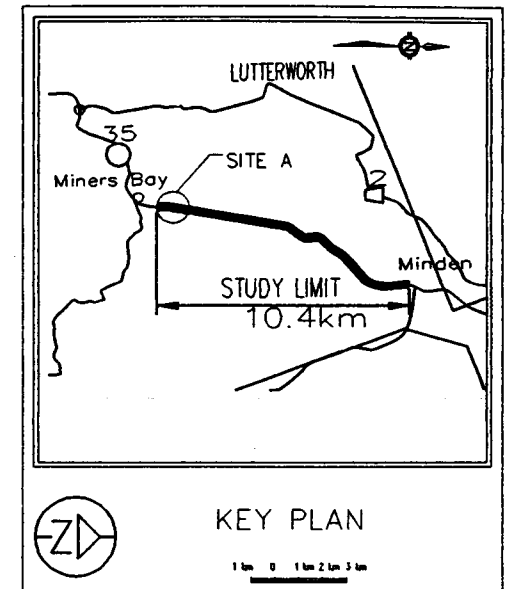 Z
LUTTERWORTH
35
SITE A
Miners Bay
2
Minden
STUDY LIMIT
10.4km
Z
KEY PLAN
1 km 0 1 km 2 km 3 km